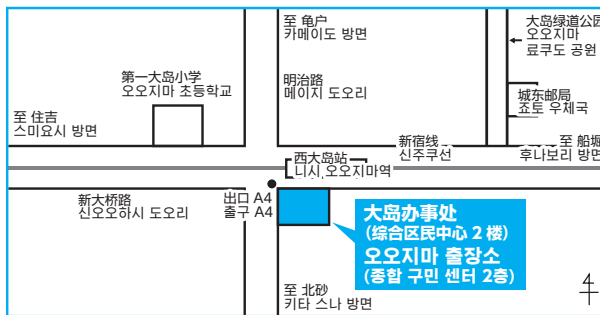 至 龟户
카메이도 방면
大岛绿道公园
오오지마
료쿠도 공원
第一大岛小学
오오지마 초등학교
明治路
메이지 도오리
城东邮局
죠토 우체국
至 住吉
스미요시 방면
新宿线
신주쿠선
至 船堀
후나보리 방면
西大岛站
니시 오오지마역
新大桥路
신오오하시 도오리
出口 A4
출구 A4
大岛办事处
(综合区民中心 2 楼)
오오지마 출장소
(종합 구민 센터 2층)
至 北砂
키타 스나 방면